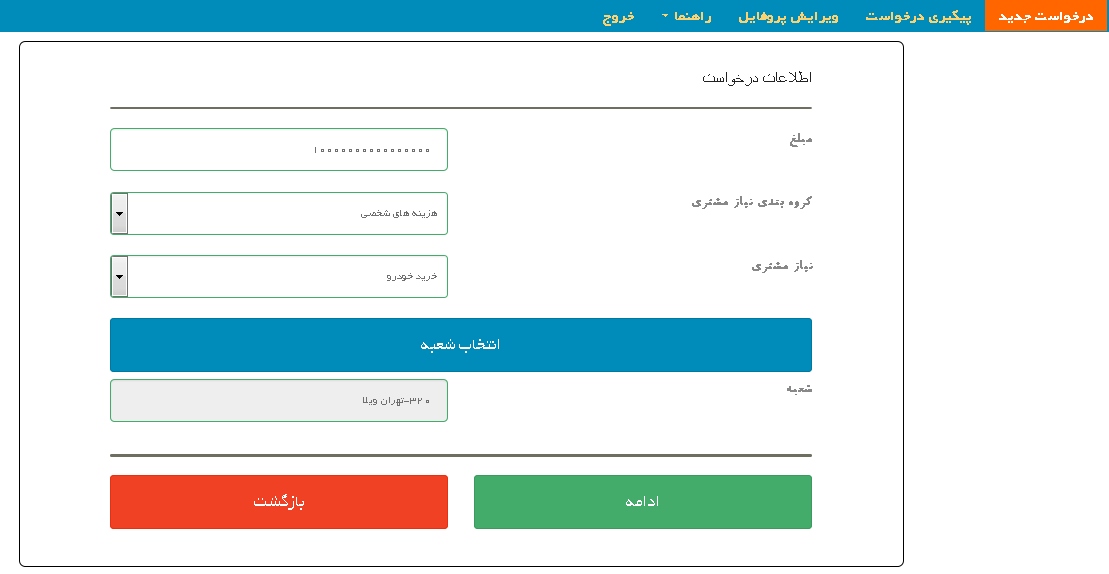 درخواست جدید پیگیری درخواست ویرایش پروفایل راهنما خروج
اطلاعات درخواست
مبلغ
۱۰۰۰۰۰۰۰۰۰۰۰۰۰۰۰۰
گروه بندی نیاز مشتری
هزینه های شخصی
نیاز مشتری
خرید خودرو
انتخاب شعبه
شعبه
۳۲۰-تهران ویلا
ادامه
بازگشت